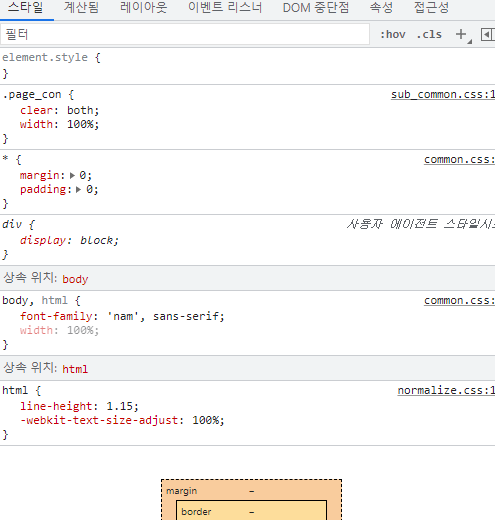 스타일 계산됨 레이아웃 이벤트 리스너 DOM 중단점 속성 접근성
필터 :hov .cls +
element.style {
}
.page_con { sub_common.css:1
clear: both;
width: 100%;
}
* { common.css:
margin: 0;
padding: 0;
}
div { 사용자 에이전트 스타일시
display: block;
}
상속 위치: body
body, html { common.css:
font-family: 'nam', sans-serif;
width: 100%;
}
상속 위치: html
html { normalize.css:1
line-height: 1.15;
-webkit-text-size-adjust: 100%;
}
margin –
border –